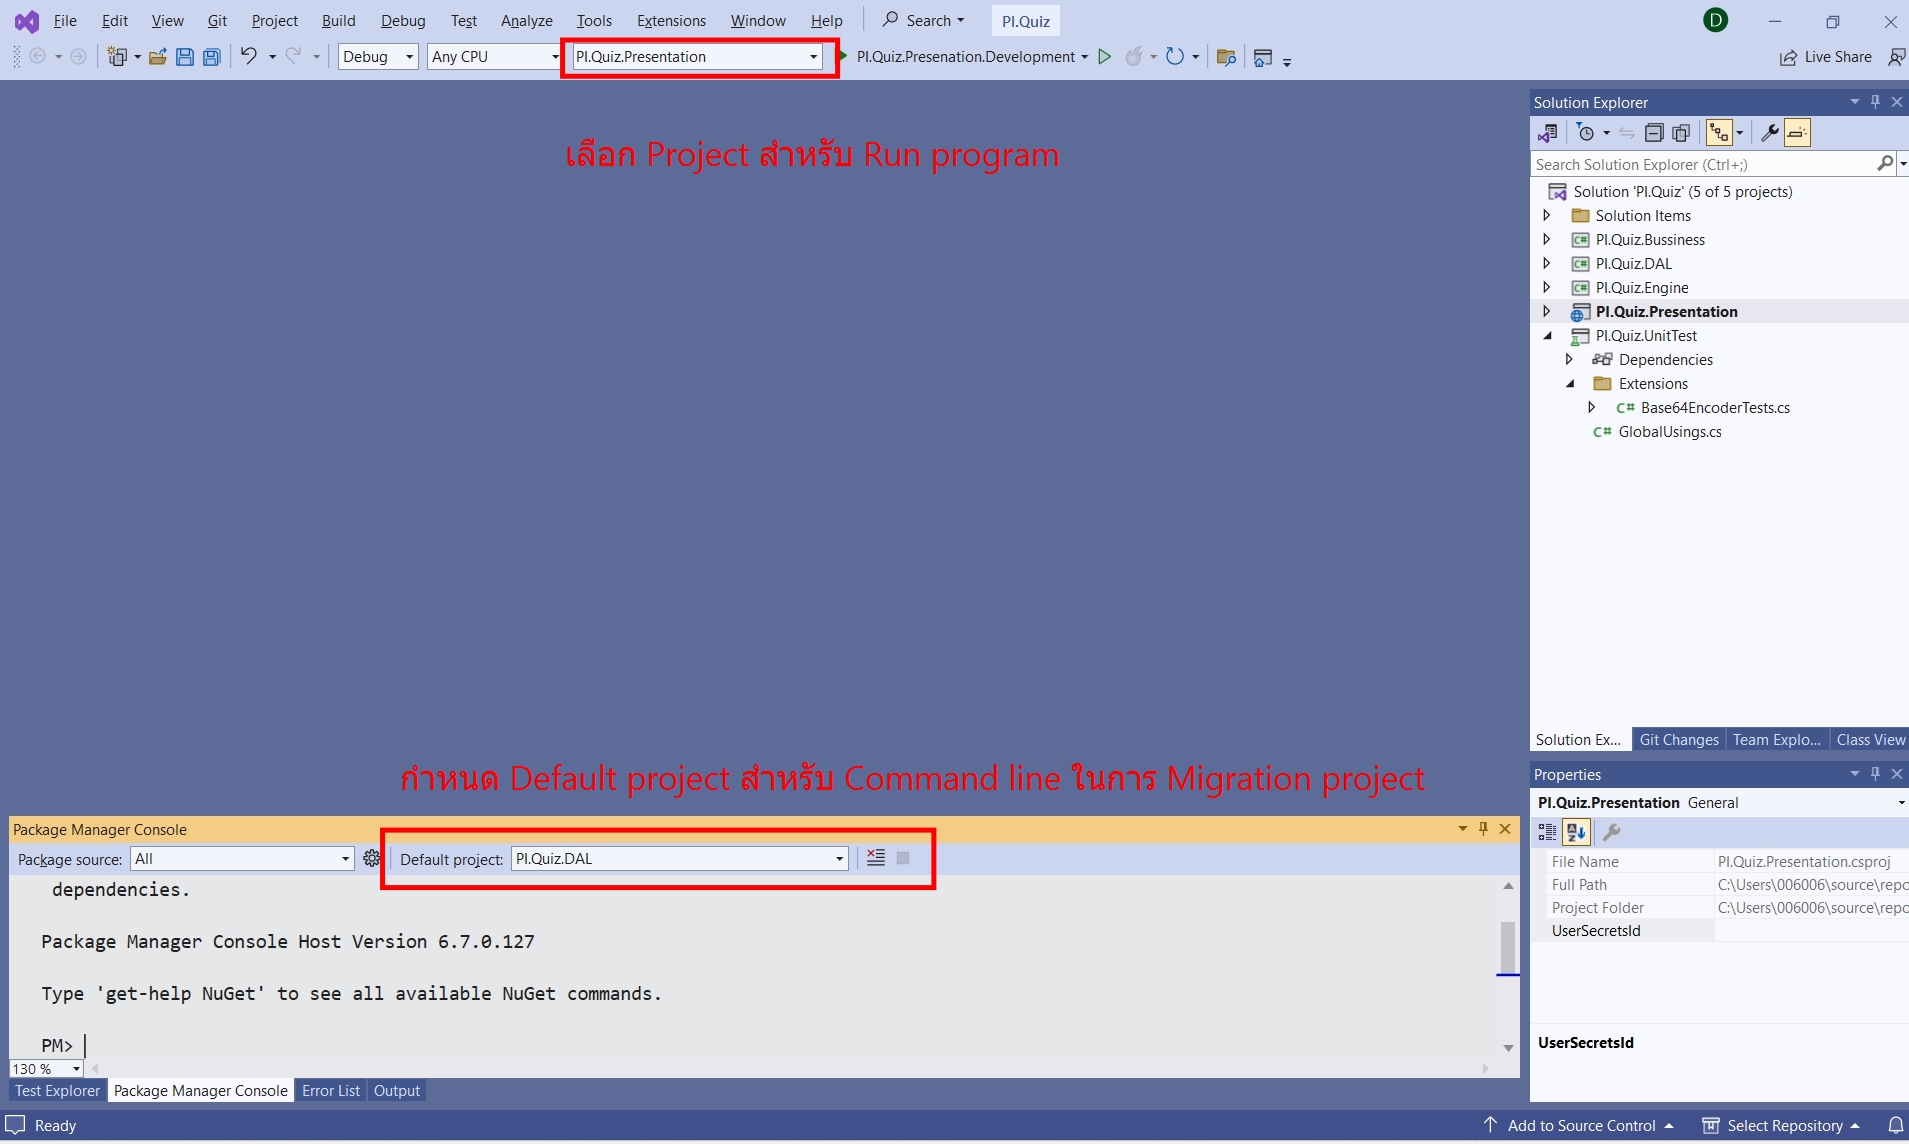 File Edit View Git Project Build Debug Test Analyze Tools Extensions Window Help Search PI.Quiz D
Debug Any CPU PI.Quiz.Presentation PI.Quiz.Presenation.Development Live Share
เลือก Project สำหรับ Run program
Solution Explorer
Search Solution Explorer (Ctrl+;)
Solution 'PI.Quiz' (5 of 5 projects)
Solution Items
C# PI.Quiz.Bussiness
C# PI.Quiz.DAL
C# PI.Quiz.Engine
PI.Quiz.Presentation
PI.Quiz.UnitTest
Dependencies
Extensions
C# Base64EncoderTests.cs
C# GlobalUsings.cs
Solution Ex... Git Changes Team Explo... Class View
กำหนด Default project สำหรับ Command line ในการ Migration project
Package Manager Console
Package source: All Default project: PI.Quiz.DAL
dependencies.
Package Manager Console Host Version 6.7.0.127
Type 'get-help NuGet' to see all available NuGet commands.
PM>
130 %
Test Explorer Package Manager Console Error List Output
Properties
PI.Quiz.Presentation General
File Name PI.Quiz.Presentation.csproj
Full Path C:\Users\006006\source\repo
Project Folder C:\Users\006006\source\repo
UserSecretsId
UserSecretsId
Ready Add to Source Control Select Repository